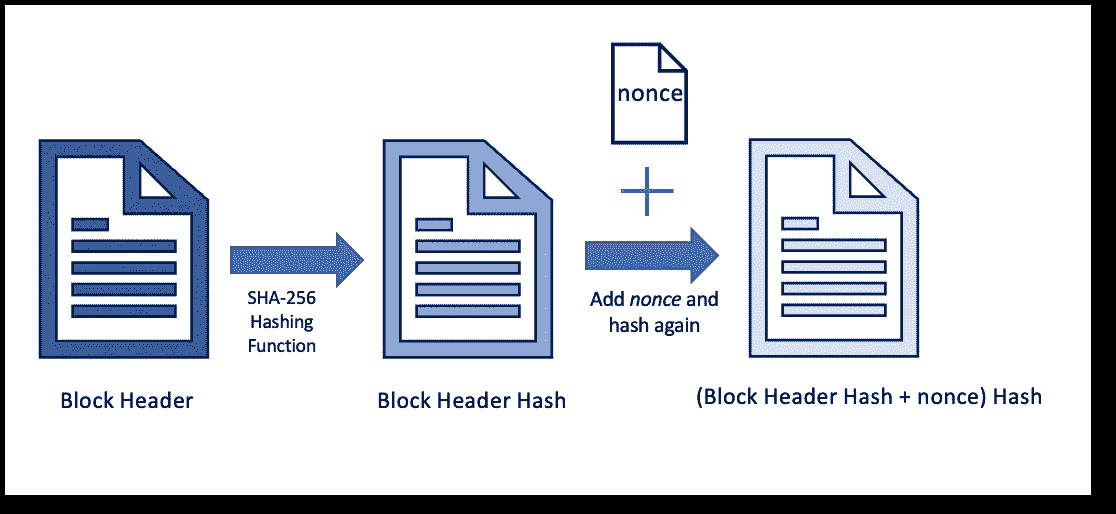 nonce
SHA-256
Hashing
Function
Add nonce and
hash again
Block Header
Block Header Hash
(Block Header Hash + nonce) Hash